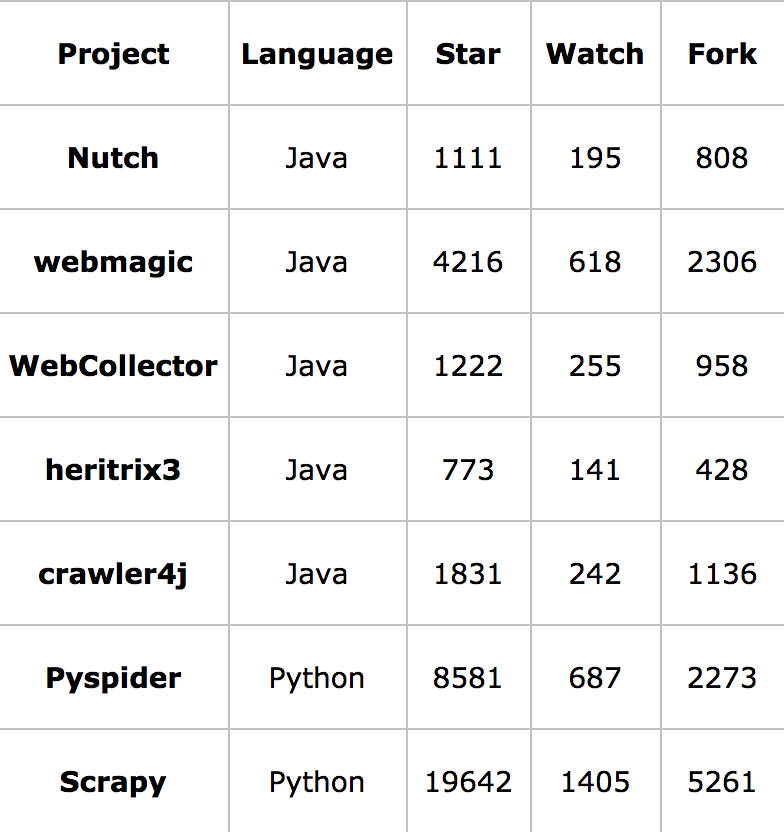 Project Language Star Watch Fork
Nutch Java 1111 195 808
webmagic Java 4216 618 2306
WebCollector Java 1222 255 958
heritrix3 Java 773 141 428
crawler4j Java 1831 242 1136
Pyspider Python 8581 687 2273
Scrapy Python 19642 1405 5261